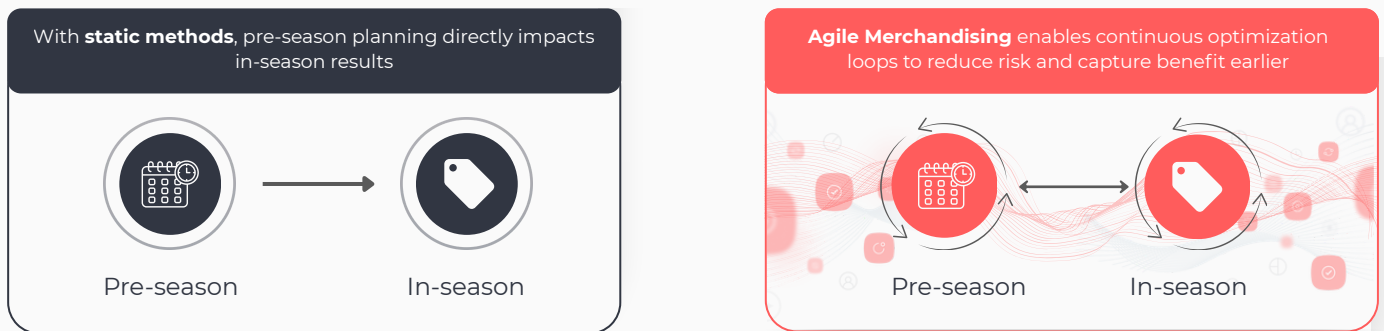 With static methods, pre-season planning directly impacts
in-season results
Pre-season
In-season
Agile Merchandising enables continuous optimization
loops to reduce risk and capture benefit earlier
Pre-season
In-season